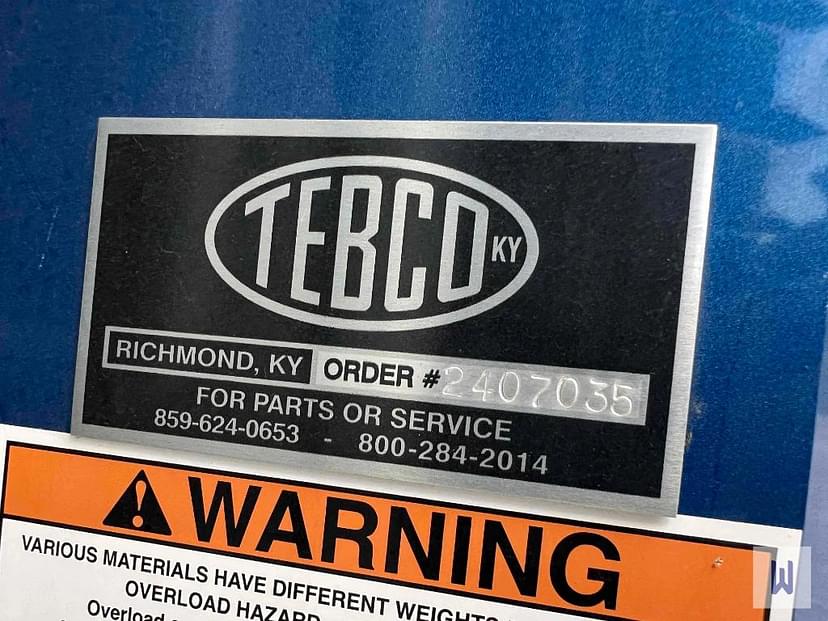 TEBCO KY
RICHMOND, KY ORDER # 2407035
FOR PARTS OR SERVICE
859-624-0653 - 800-284-2014
WARNING
VARIOUS MATERIALS HAVE DIFFERENT WEIGHTS
OVERLOAD HAZARD
Overload
W